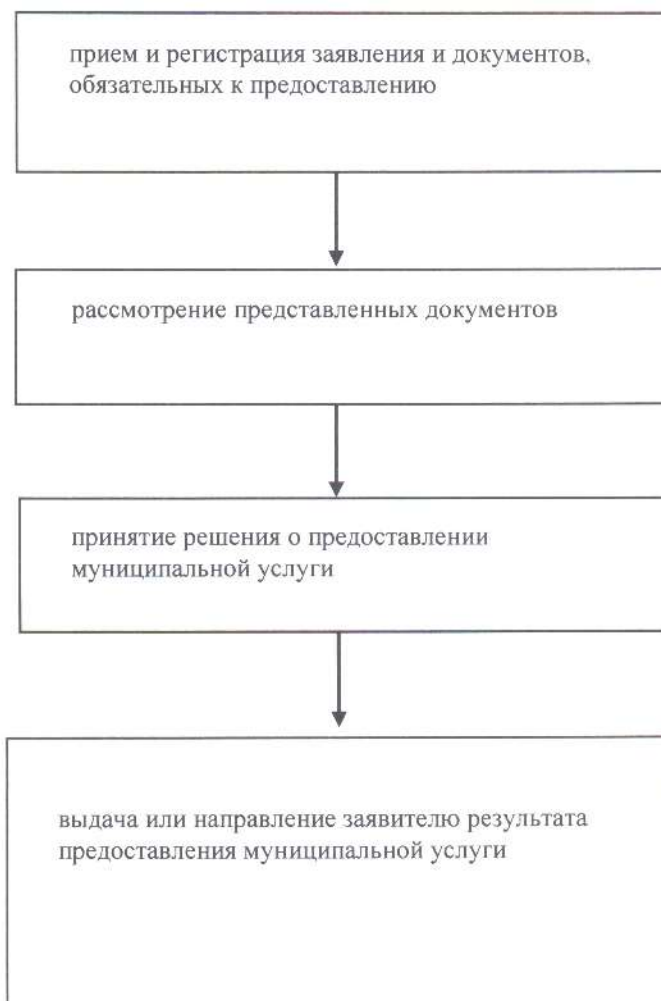 прием и регистрация заявления и документов,
обязательных к предоставлению
рассмотрение представленных документов
принятие решения о предоставлении
муниципальной услуги
выдача или направление заявителю результата
предоставления муниципальной услуги